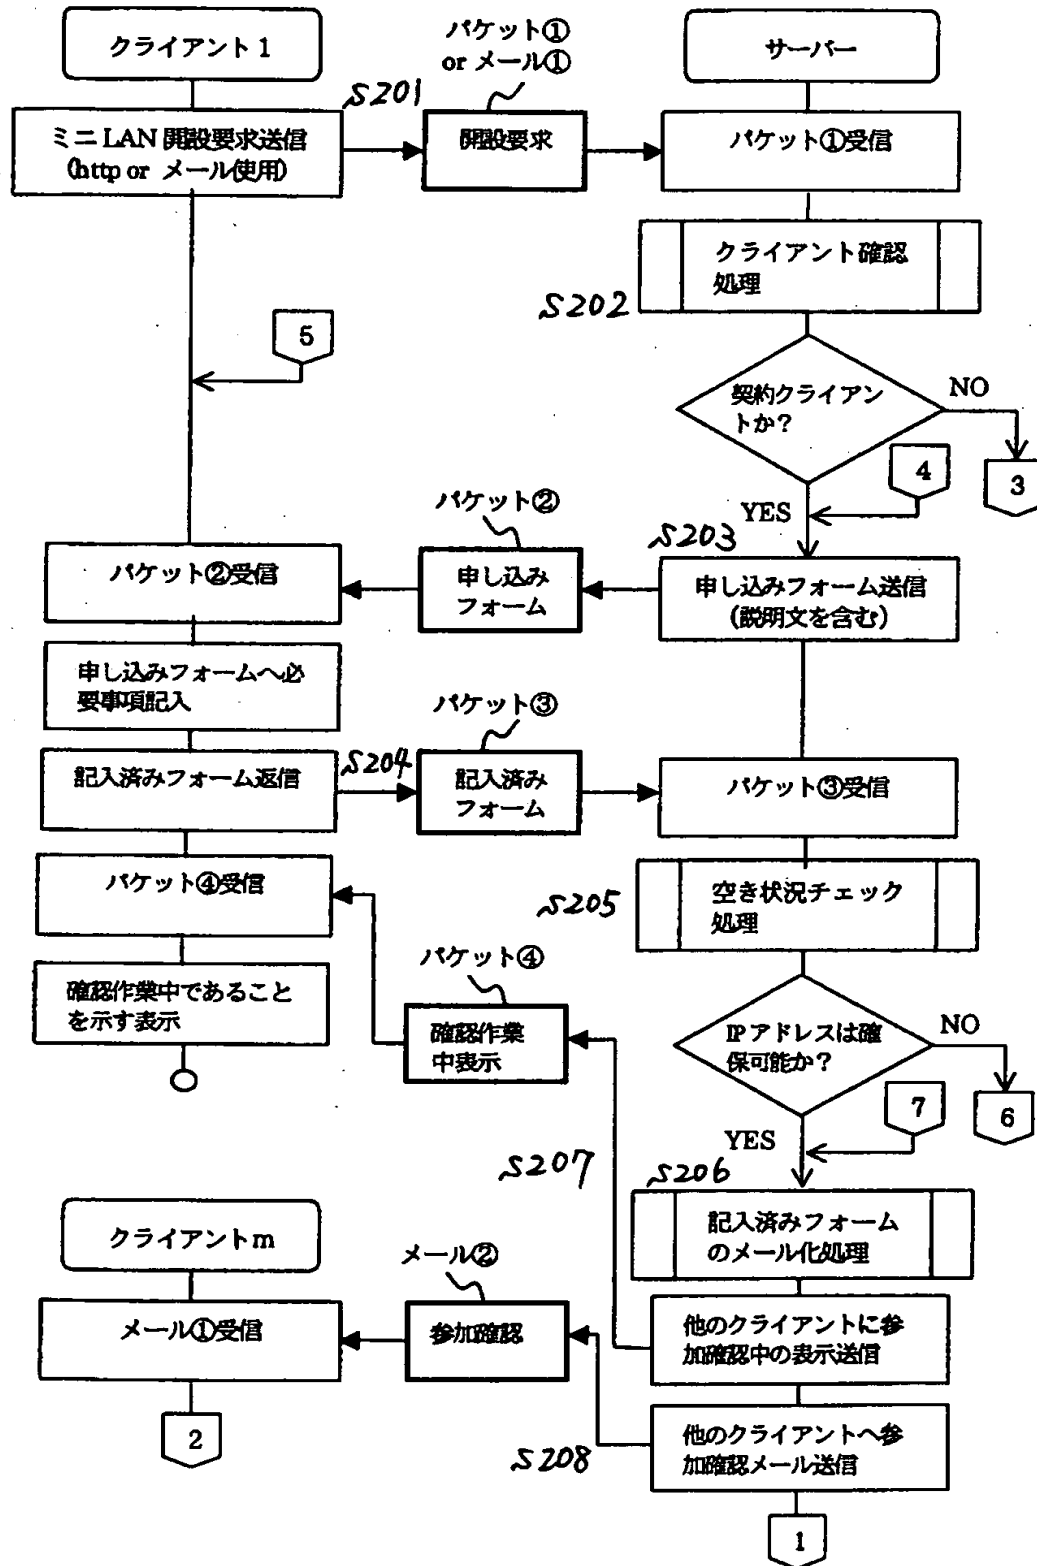 クライアント1
パケット①
or メール①
サーバー
S201
ミニLAN 開設要求送信
(http or メール使用)
開設要求
パケット①受信
クライアント確認
処理
S202
5
契約クライアン
トか?
NO
3
4
YES
パケット②
S203
パケット②受信
申し込み
フォーム
申し込みフォーム送信
(説明文を含む)
申し込みフォームへ必
要事項記入
パケット③
記入済みフォーム返信
S204
記入済み
フォーム
パケット③受信
パケット④受信
S205
空き状況チェック
処理
パケット④
確認作業中であること
を示す表示
確認作業
中表示
IPアドレスは確
保可能か?
NO
6
7
YES
S207
S206
記入済みフォーム
のメール化処理
クライアントm
メール②
メール①受信
参加確認
他のクライアントに参
加確認中の表示送信
2
S208
他のクライアントへ参
加確認メール送信
1